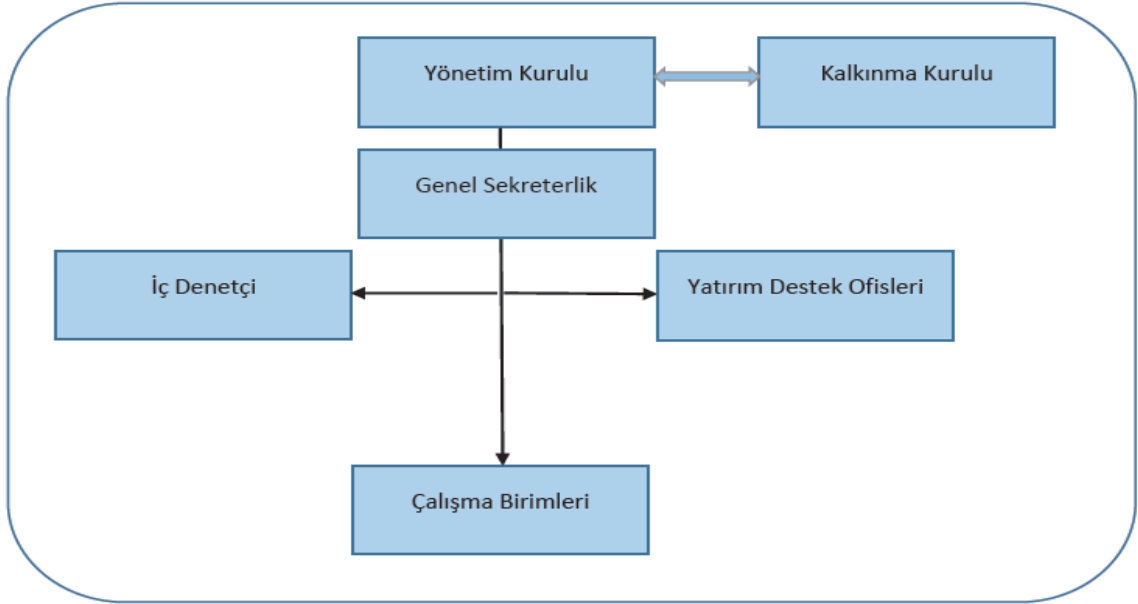 Yönetim Kurulu
Kalkınma Kurulu
Genel Sekreterlik
İç Denetçi
Yatırım Destek Ofisleri
Çalışma Birimleri